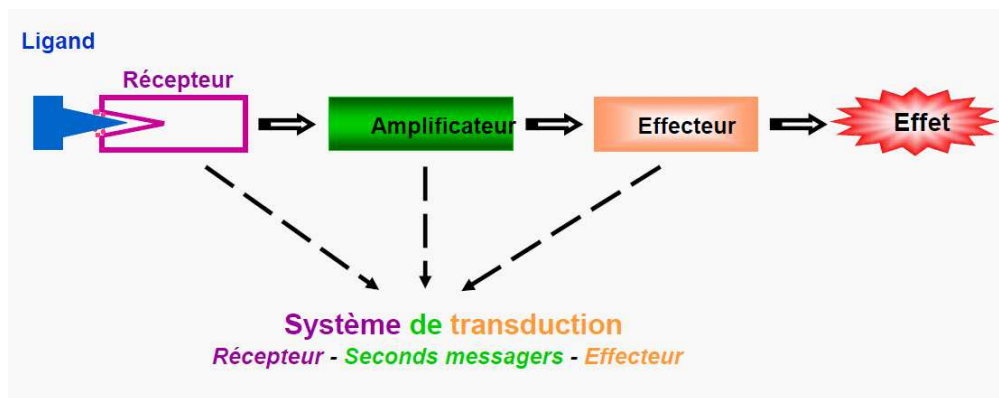 Ligand
Récepteur
Amplificateur
Effecteur
Effet
Système de transduction
Récepteur - Seconds messagers - Effecteur